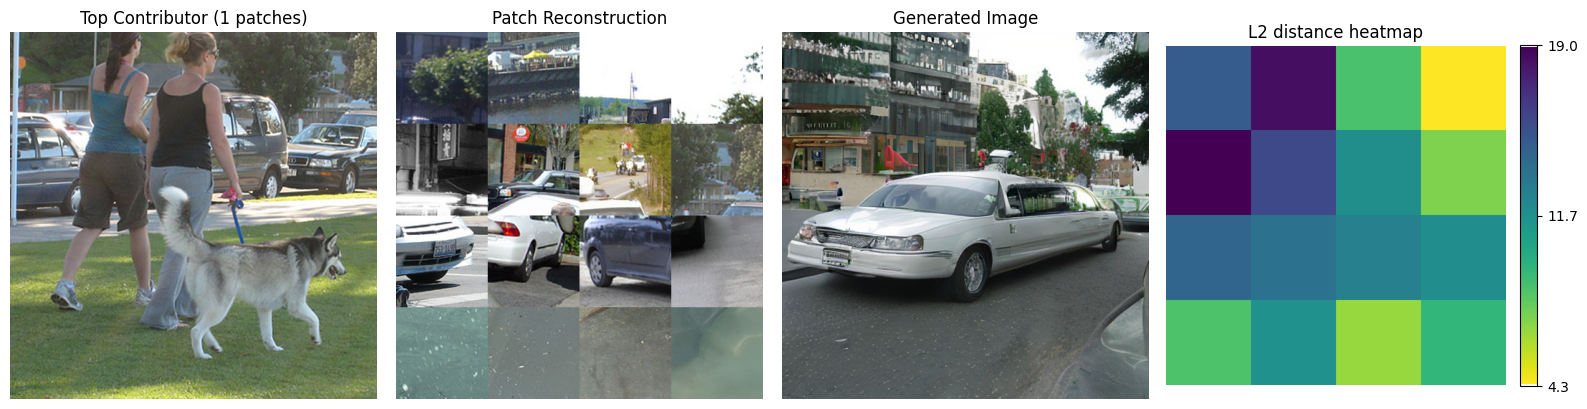 Top Contributor (1 patches)
Patch Reconstruction
Generated Image
L2 distance heatmap
19.0
11.7
4.3